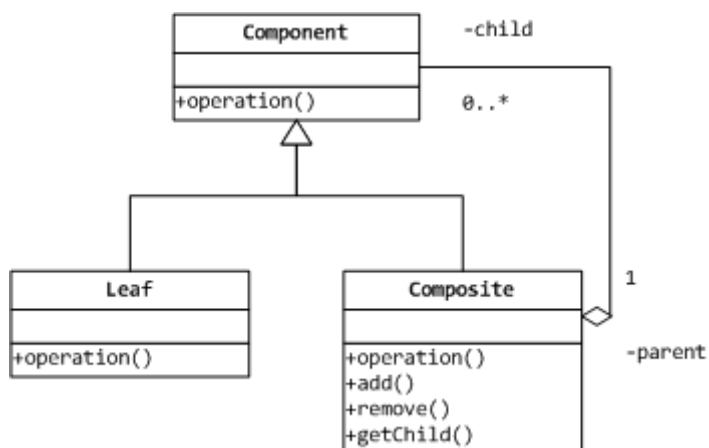 Component
-child
+operation()
0..*
Leaf
Composite
1
+operation()
+operation()
-parent
+add()
+remove()
+getChild()